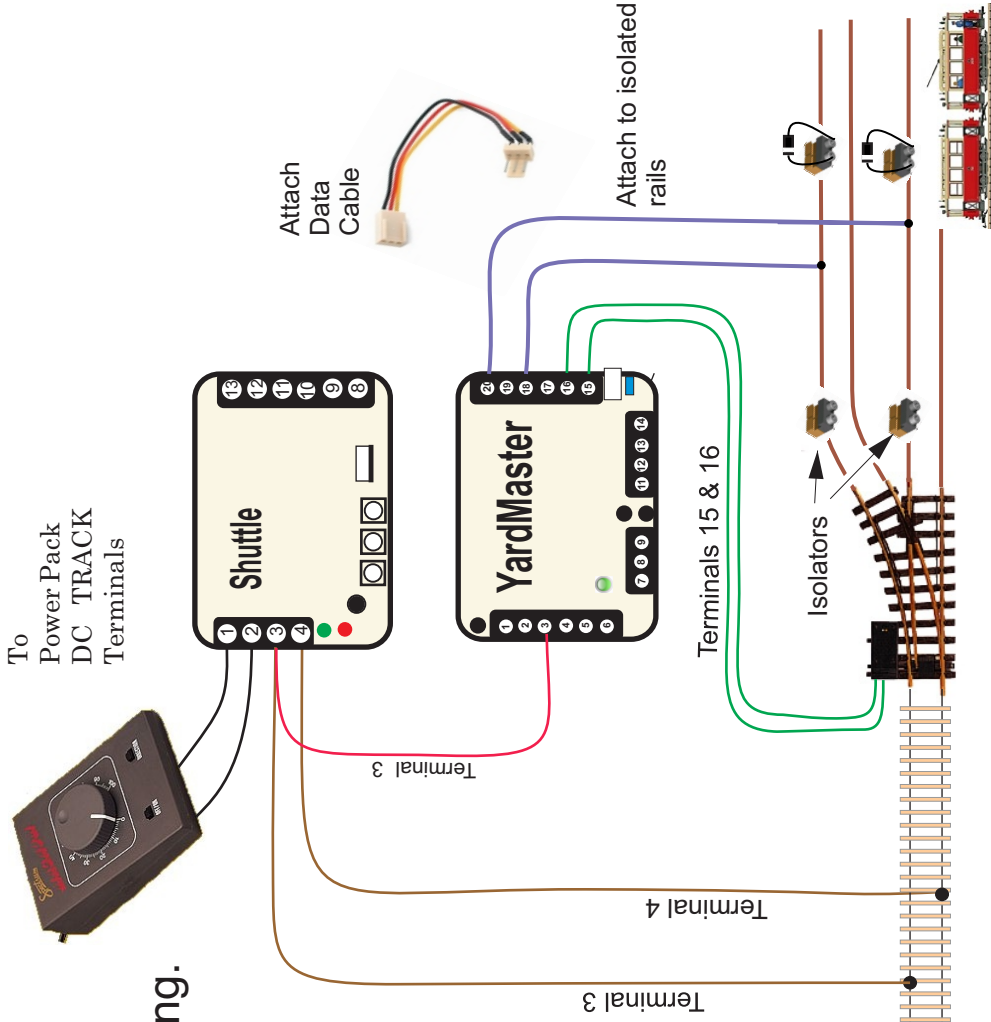 To
Power Pack
DC TRACK
Terminals
Attach
Data
Cable
Attach to isolated
rails
Shuttle
1
2
3
4
13
12
11
10
9
8
YardMaster
1
2
3
4
5
6
7
8
9
11
12
13
14
20
19
18
17
16
15
Terminal 3
Terminals 15 & 16
Isolators
Terminal 4
Terminal 3
ng.